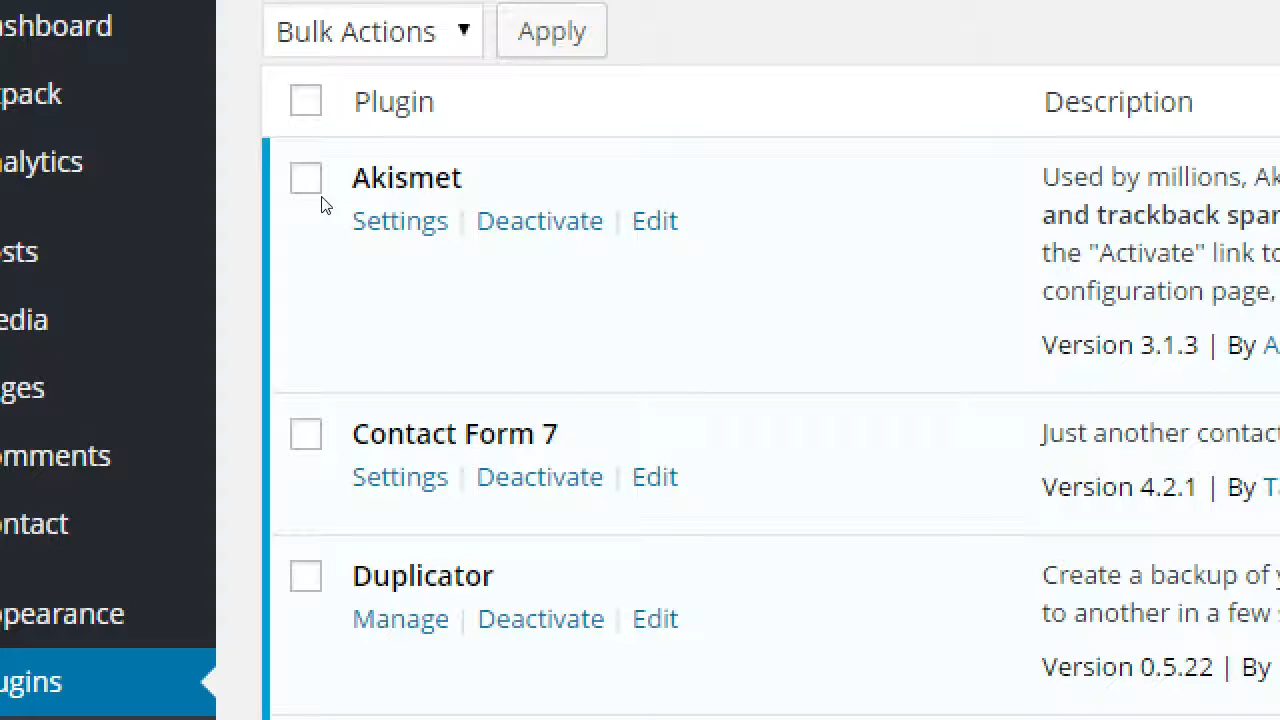 shboard
pack
alytics
sts
edia
ges
omments
ontact
ppearance
ugins
Bulk Actions Apply
Plugin Description
Akismet
Settings | Deactivate | Edit
Used by millions, Ak
and trackback spar
the "Activate" link to
configuration page,
Version 3.1.3 | By A
Contact Form 7
Settings | Deactivate | Edit
Just another contact
Version 4.2.1 | By Ta
Duplicator
Manage | Deactivate | Edit
Create a backup of y
to another in a few s
Version 0.5.22 | By